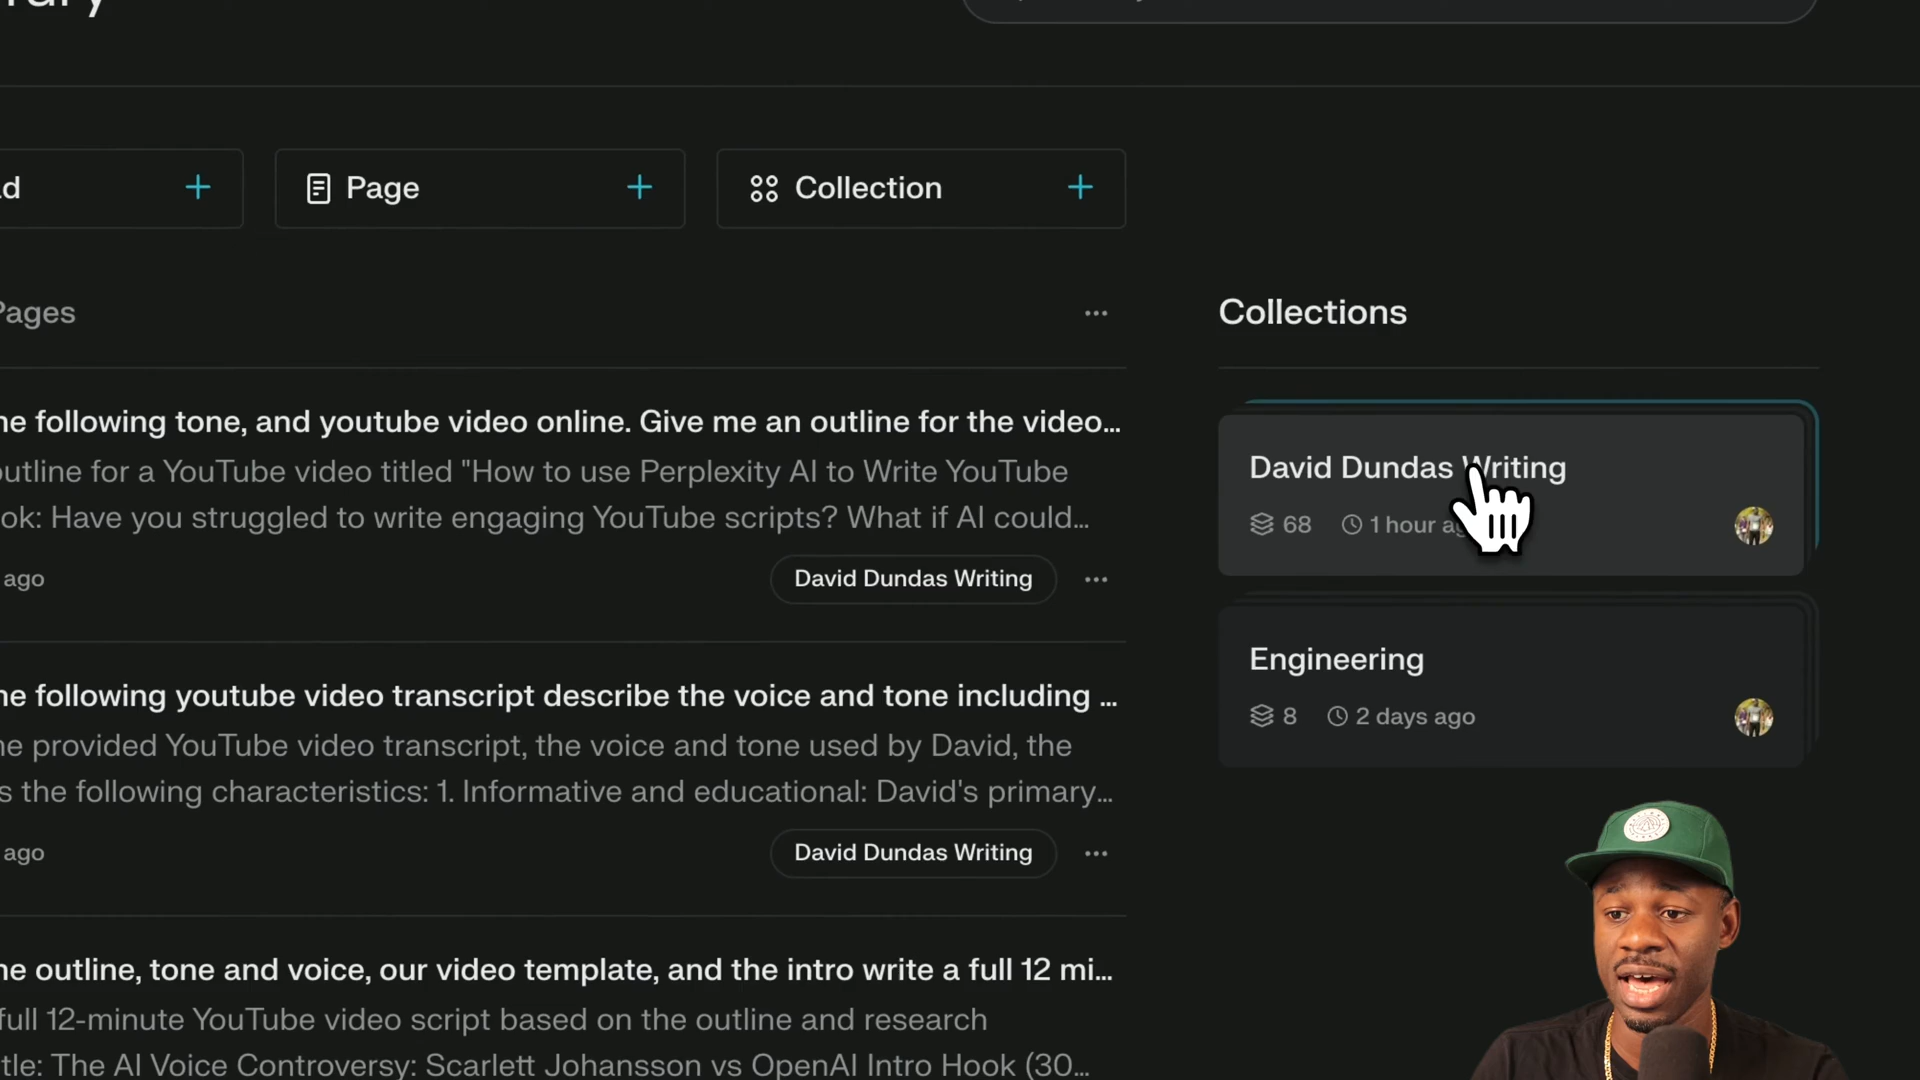 Page
Collection
Pages
Collections
he following tone, and youtube video online. Give me an outline for the video...
outline for a YouTube video titled "How to use Perplexity AI to Write YouTube
ok: Have you struggled to write engaging YouTube scripts? What if AI could...
ago
David Dundas Writing
he following youtube video transcript describe the voice and tone including ...
he provided YouTube video transcript, the voice and tone used by David, the
s the following characteristics: 1. Informative and educational: David's primary...
ago
David Dundas Writing
he outline, tone and voice, our video template, and the intro write a full 12 mi...
full 12-minute YouTube video script based on the outline and research
tle: The AI Voice Controversy: Scarlett Johansson vs OpenAI Intro Hook (30...
David Dundas Writing
68 1 hour
Engineering
8 2 days ago